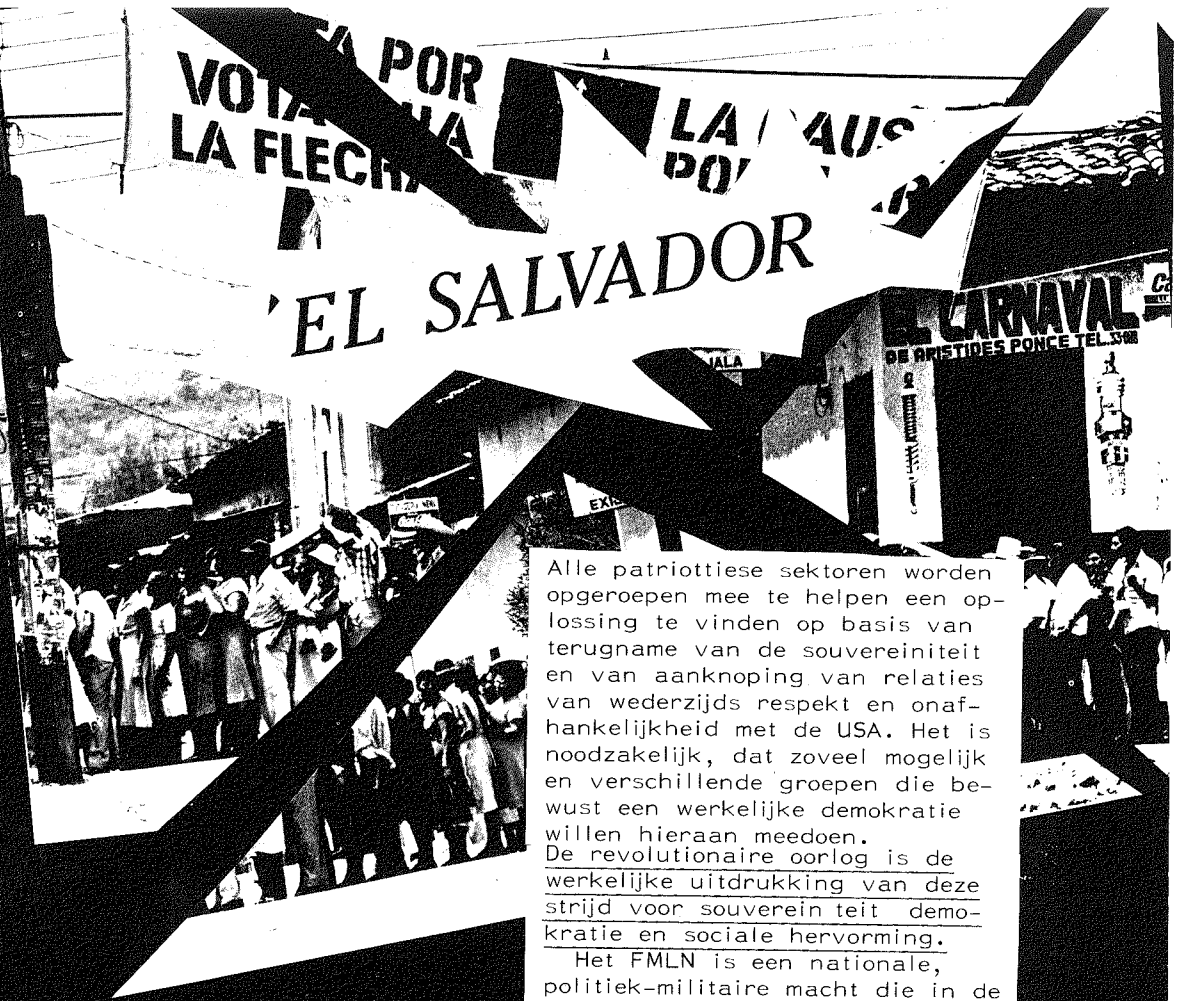 POR
VOTA
LA FLECHA
LA
'EL SALVADOR
EL CARNAVAL
DE ARISTIDES PONCE TEL.
Alle patriottiese sektoren worden
opgeroepen mee te helpen een op-
lossing te vinden op basis van
terugname van de souvereiniteit
en van aanknoping van relaties
van wederzijds respekt en onaf-
hankelijkheid met de USA. Het is
noodzakelijk, dat zoveel mogelijk
en verschillende groepen die be-
wust een werkelijke demokratie
willen hieraan meedoen.
De revolutionaire oorlog is de
werkelijke uitdrukking van deze
strijd voor souverein teit demo-
kratie en sociale hervorming.
Het FMLN is een nationale,
politiek-militaire macht die in de